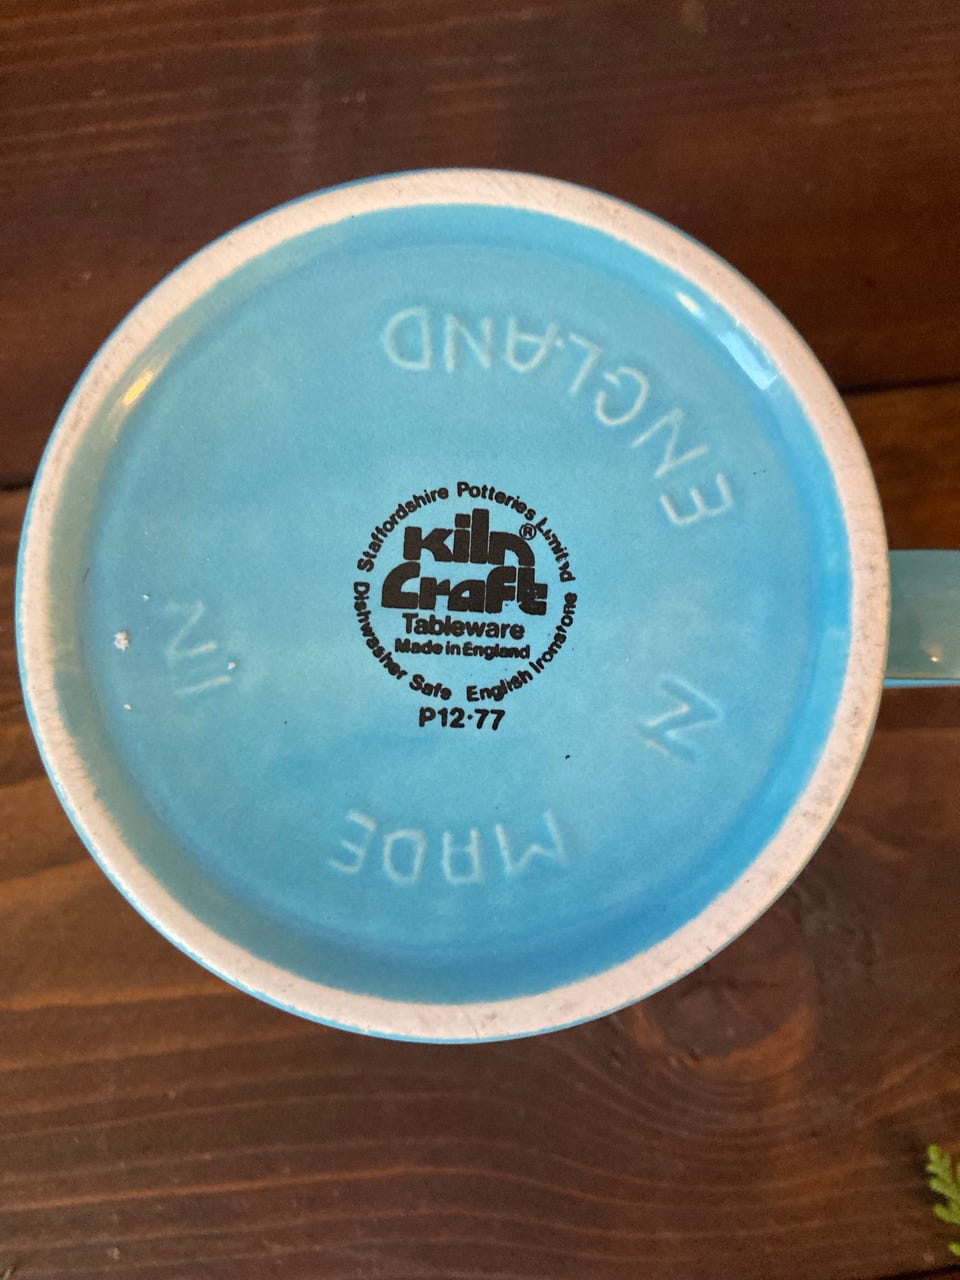 Staffordshire Potteries Limited
Kiln®
Craft
Tableware
Made in England
Dishwasher Safe English Ironstone
P12·77
MADE
IN
ENGLAND